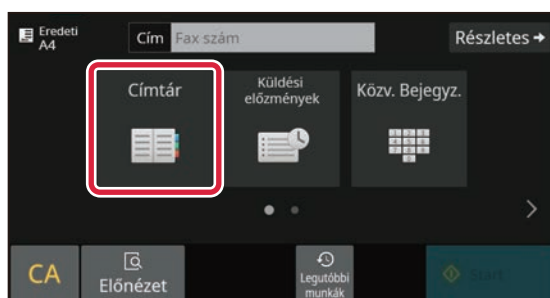 Eredeti
A4
Cím Fax szám
Részletes
Címtár
Küldési
előzmények
Közv. Bejegyz.
CA
Előnézet
Legutóbbi
munkák
Start